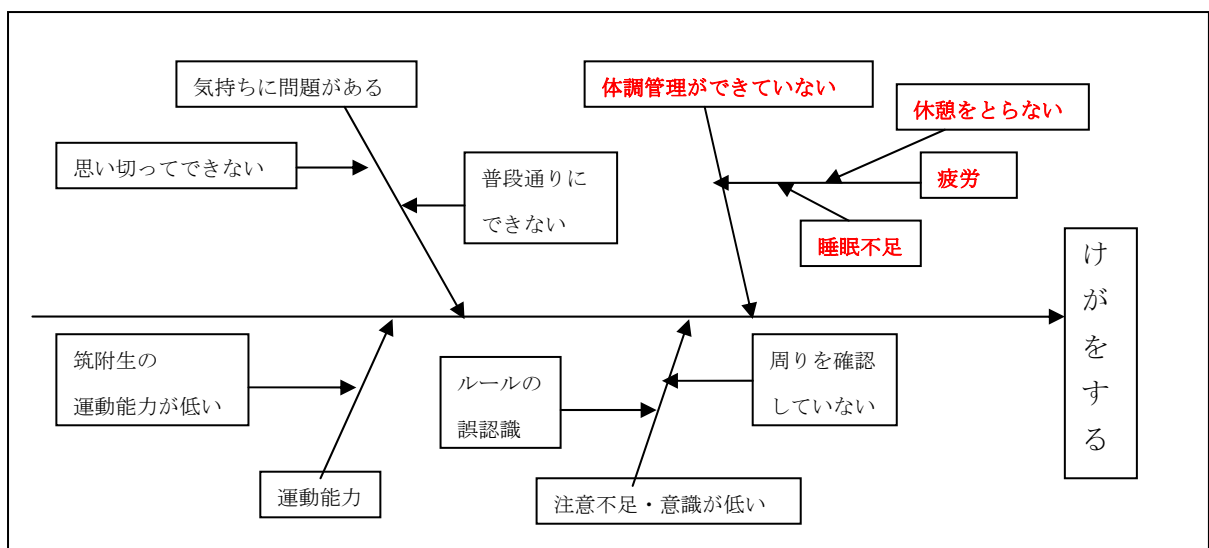 気持ちに問題がある
体調管理ができていない
休憩をとらない
思い切ってできない
普段通りに
できない
疲労
睡眠不足
けがをする
筑附生の
運動能力が低い
ルールの
誤認識
周りを確認
していない
運動能力
注意不足・意識が低い